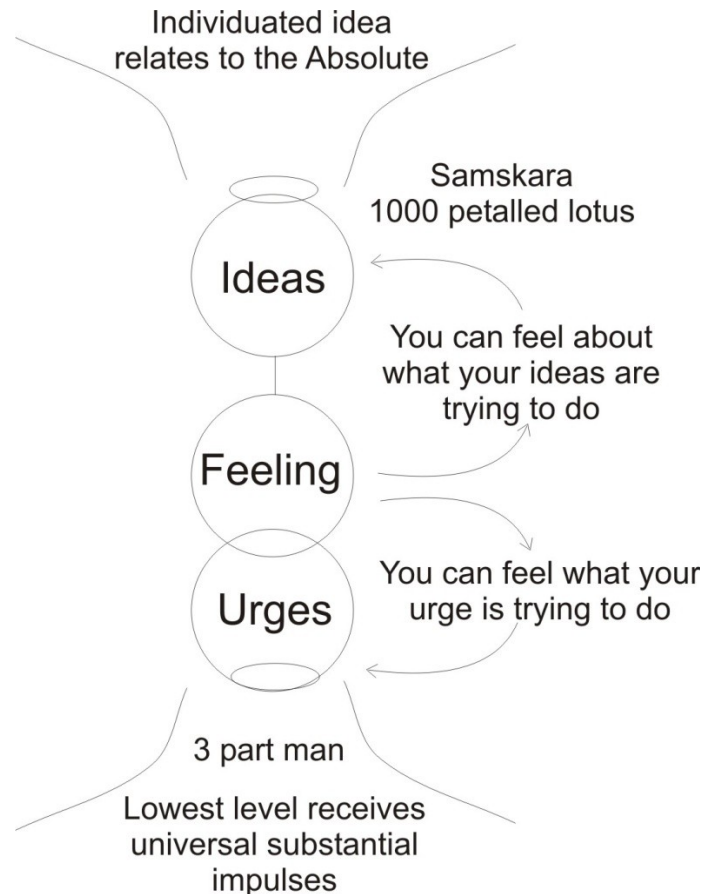 Individuated idea
relates to the Absolute
Samskara
1000 petalled lotus
Ideas
You can feel about
what your ideas are
trying to do
Feeling
You can feel what your
urge is trying to do
Urges
3 part man
Lowest level receives
universal substantial
impulses